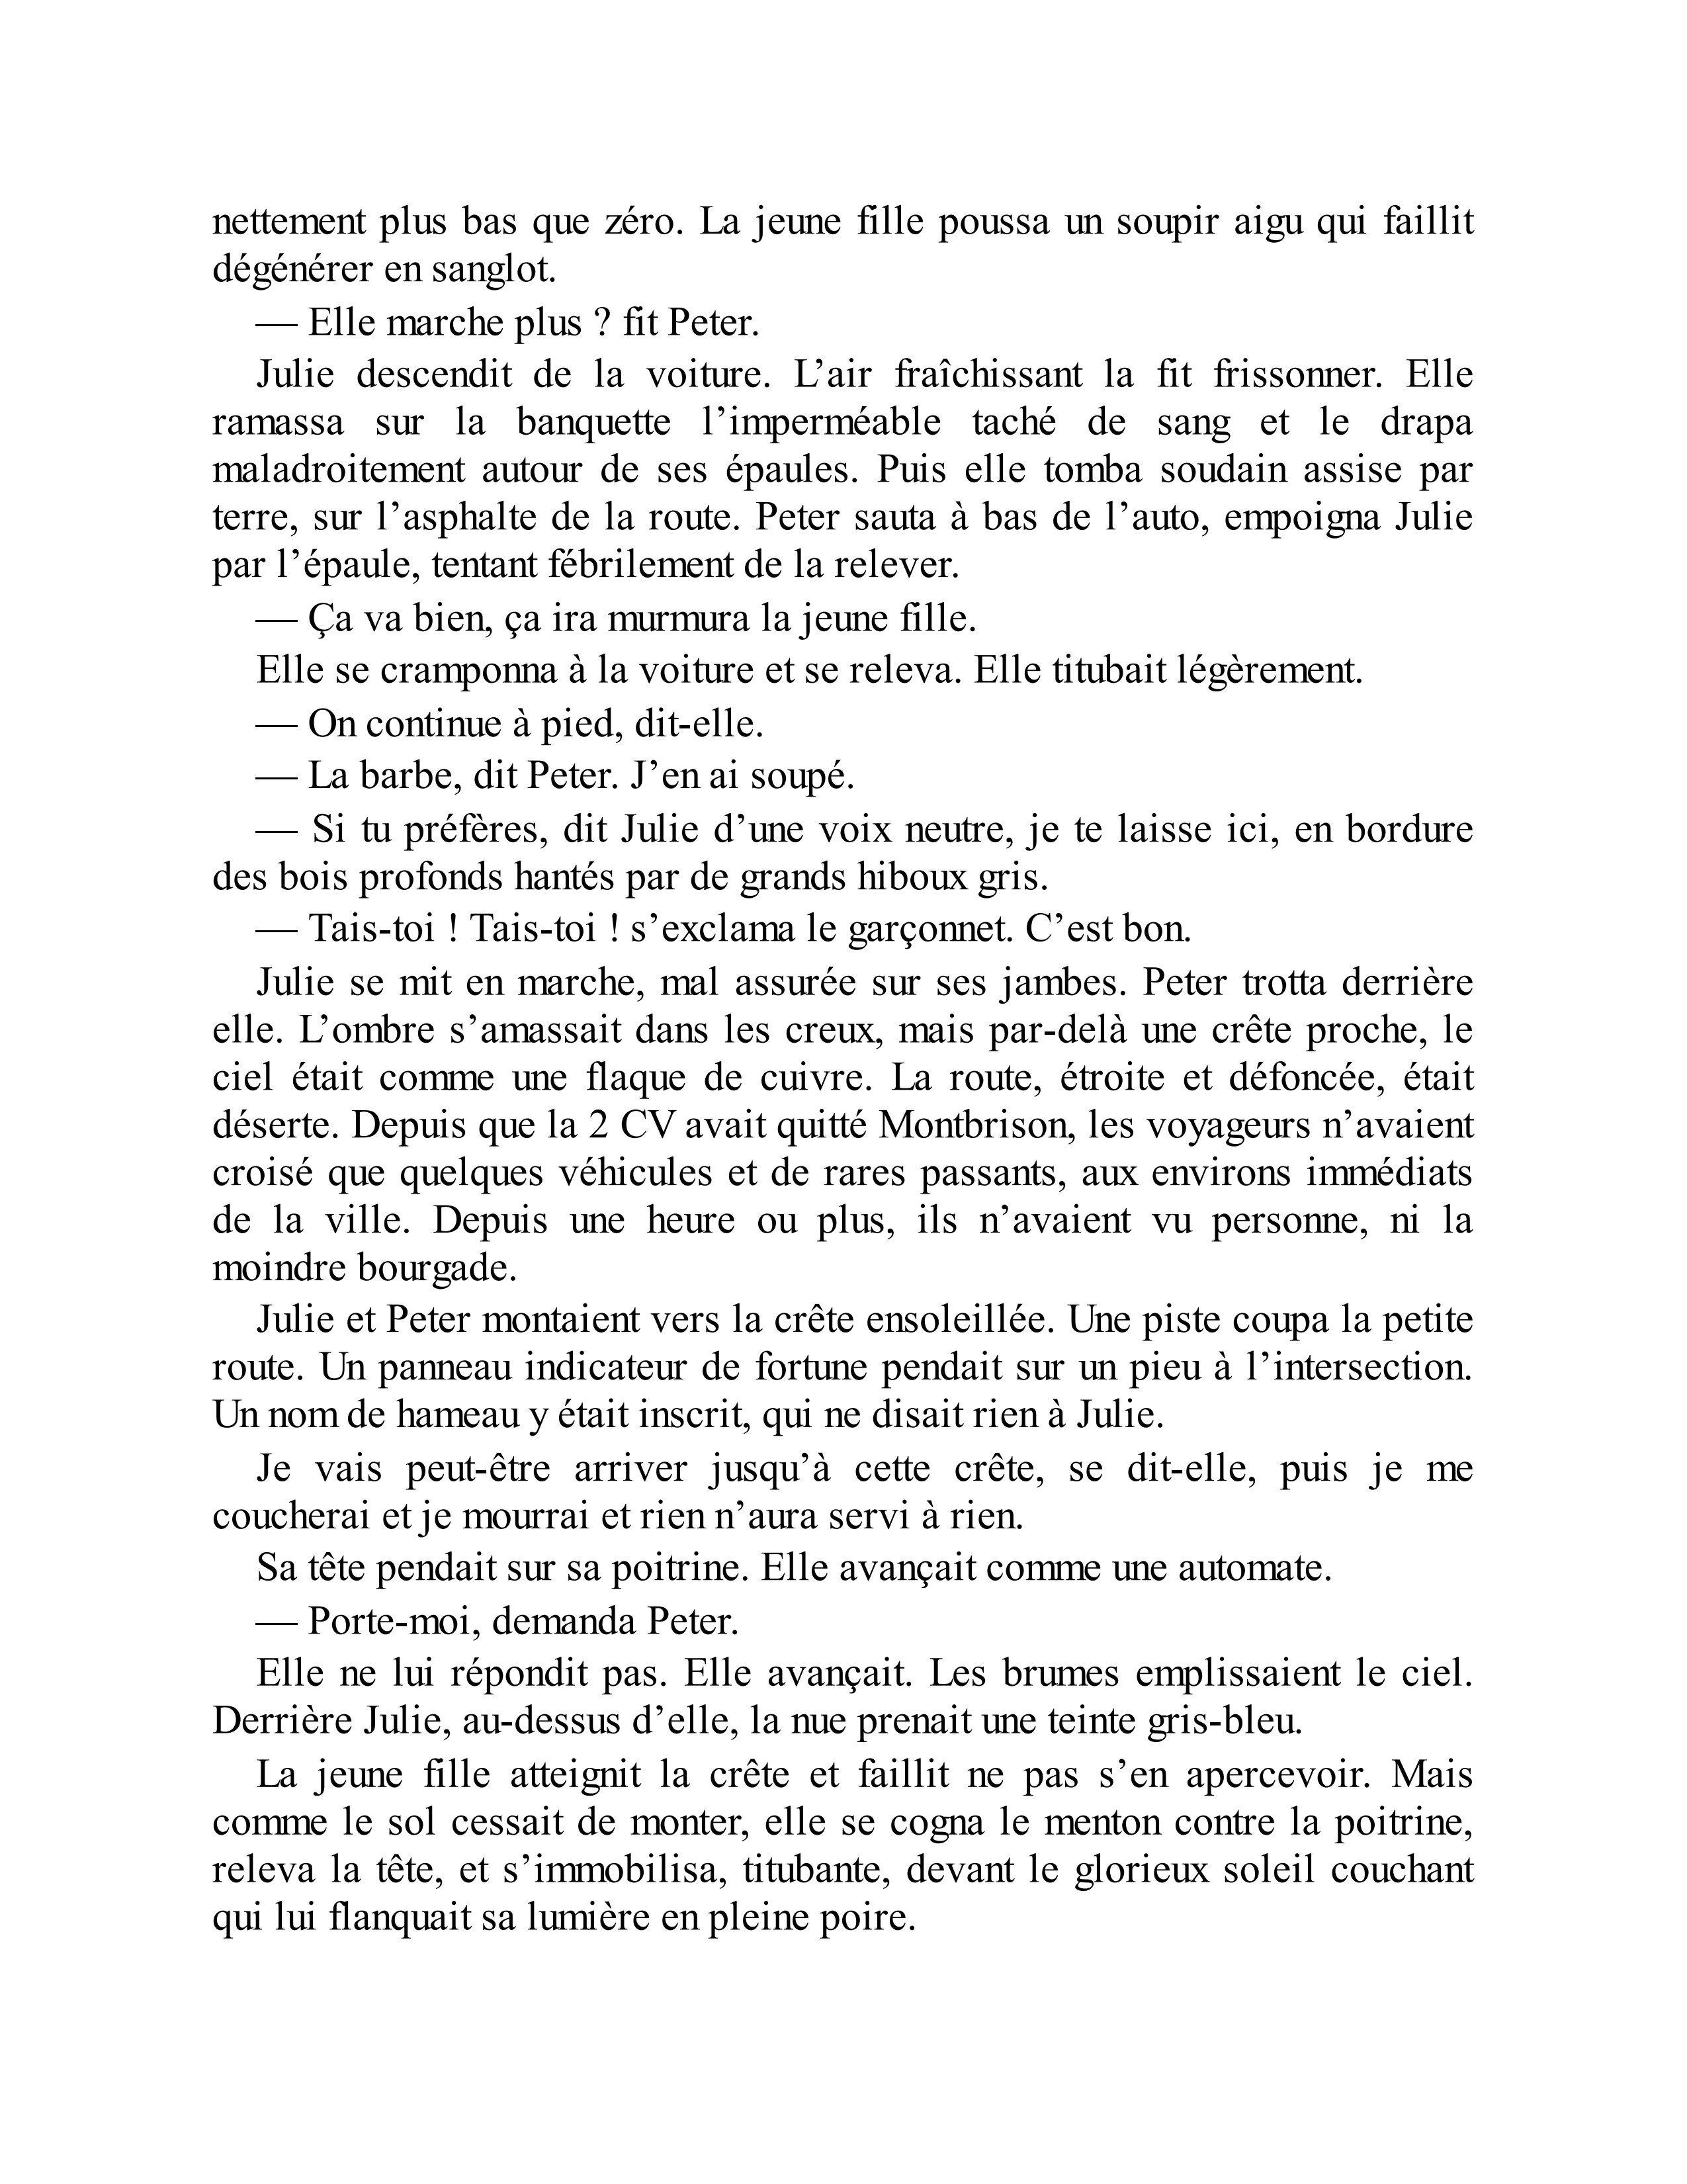 nettement plus bas que zéro. La jeune fille poussa un soupir aigu qui faillit
dégénérer en sanglot.
— Elle marche plus ? fit Peter.
Julie descendit de la voiture. L’air fraîchissant la fit frissonner. Elle
ramassa sur la banquette l’imperméable taché de sang et le drapa
maladroitement autour de ses épaules. Puis elle tomba soudain assise par
terre, sur l’asphalte de la route. Peter sauta à bas de l’auto, empoigna Julie
par l’épaule, tentant fébrilement de la relever.
— Ça va bien, ça ira murmura la jeune fille.
Elle se cramponna à la voiture et se releva. Elle titubait légèrement.
— On continue à pied, dit-elle.
— La barbe, dit Peter. J’en ai soupé.
— Si tu préfères, dit Julie d’une voix neutre, je te laisse ici, en bordure
des bois profonds hantés par de grands hiboux gris.
— Tais-toi ! Tais-toi ! s’exclama le garçonnet. C’est bon.
Julie se mit en marche, mal assurée sur ses jambes. Peter trotta derrière
elle. L’ombre s’amassait dans les creux, mais par-delà une crête proche, le
ciel était comme une flaque de cuivre. La route, étroite et défoncée, était
déserte. Depuis que la 2 CV avait quitté Montbrison, les voyageurs n’avaient
croisé que quelques véhicules et de rares passants, aux environs immédiats
de la ville. Depuis une heure ou plus, ils n’avaient vu personne, ni la
moindre bourgade.
Julie et Peter montaient vers la crête ensoleillée. Une piste coupa la petite
route. Un panneau indicateur de fortune pendait sur un pieu à l’intersection.
Un nom de hameau y était inscrit, qui ne disait rien à Julie.
Je vais peut-être arriver jusqu’à cette crête, se dit-elle, puis je me
coucherai et je mourrai et rien n’aura servi à rien.
Sa tête pendait sur sa poitrine. Elle avançait comme une automate.
— Porte-moi, demanda Peter.
Elle ne lui répondit pas. Elle avançait. Les brumes emplissaient le ciel.
Derrière Julie, au-dessus d’elle, la nue prenait une teinte gris-bleu.
La jeune fille atteignit la crête et faillit ne pas s’en apercevoir. Mais
comme le sol cessait de monter, elle se cogna le menton contre la poitrine,
releva la tête, et s’immobilisa, titubante, devant le glorieux soleil couchant
qui lui flanquait sa lumière en pleine poire.